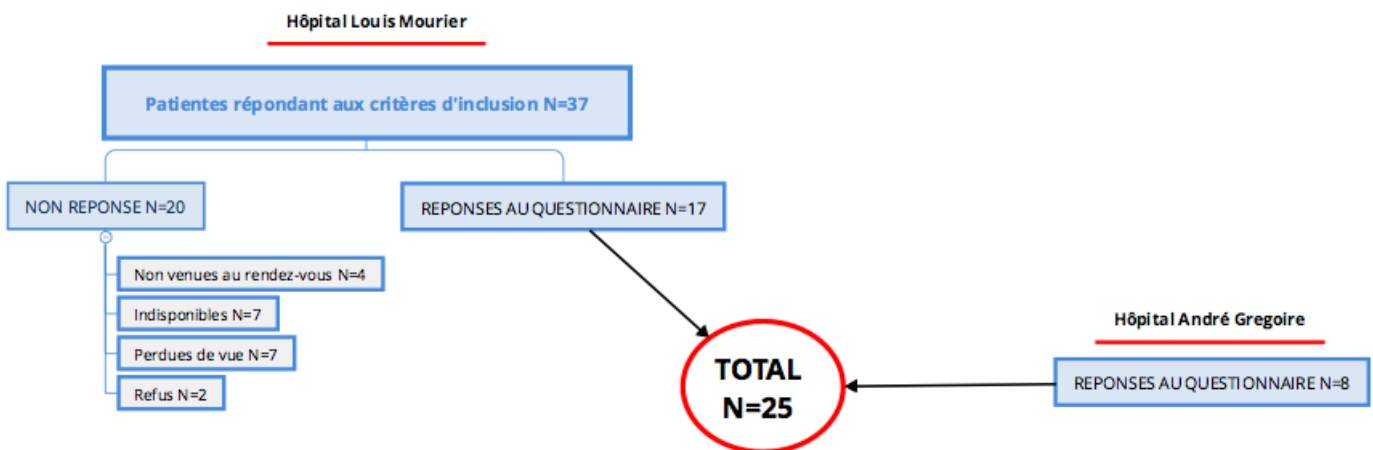 Hôpital Louis Mourier
Patientes répondant aux critères d'inclusion N=37
NON REPONSE N=20
REPONSES AU QUESTIONNAIRE N=17
Non venues au rendez-vous N=4
Indisponibles N=7
Perdues de vue N=7
Refus N=2
TOTAL
N=25
Hôpital André Gregoire
REPONSES AU QUESTIONNAIRE N=8